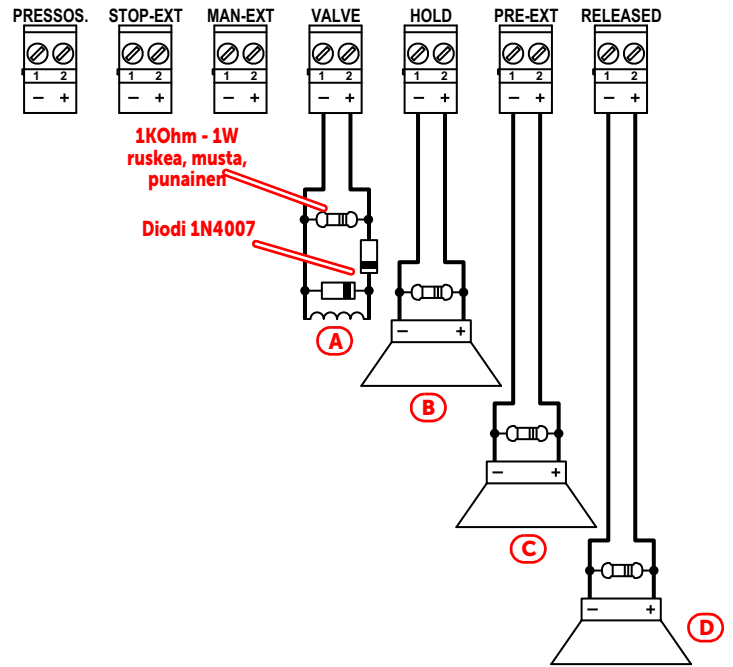 PRESSOS. STOP-EXT MAN-EXT VALVE HOLD PRE-EXT RELEASED
1 2 1 2 1 2 1 2 1 2 1 2 1 2
– + – + – + – + – + – + – +
1KOhm - 1W
ruskea, musta,
punainen
Diodi 1N4007
A
– +
B
– +
C
– +
D